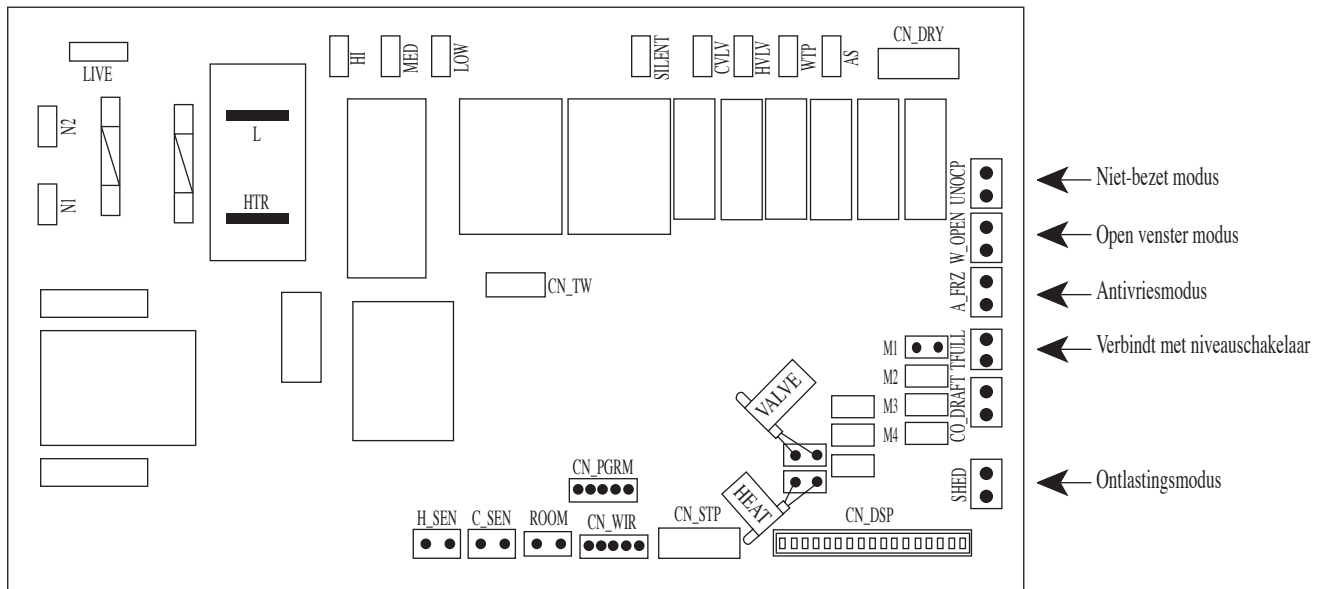 LIVE
HI
MED
LOW
SILENT
CVLV
HVLV
WTP
AS
CN_DRY
N2
N1
L
HTR
CN_TW
UNOCP
Niet-bezet modus
W_OPEN
Open venster modus
A_FRZ
Antivriesmodus
TFULL
Verbindt met niveauschakelaar
M1
M2
M3
M4
CO_DRAFT
VALVE
HEAT
SHED
Ontlastingsmodus
CN_PGRM
H_SEN
C_SEN
ROOM
CN_WIR
CN_STP
CN_DSP